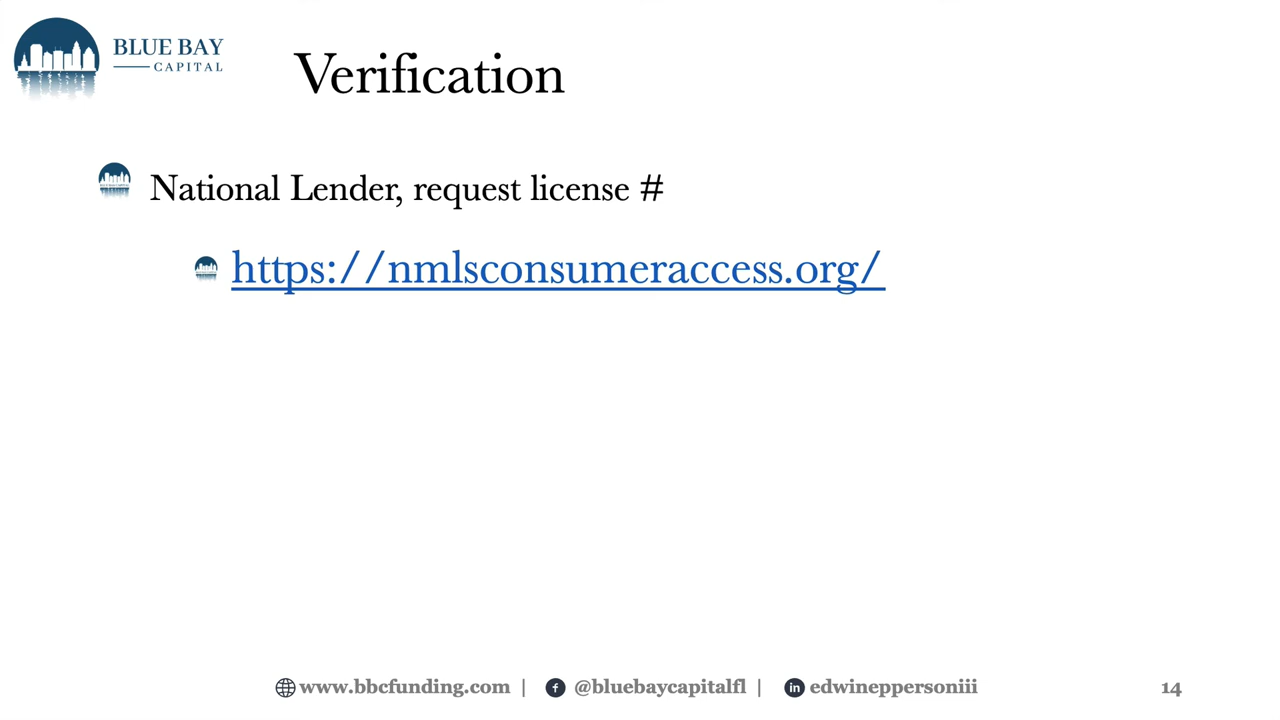 BLUE BAY
CAPITAL
Verification
National Lender, request license #
https://nmlsconsumeraccess.org/
www.bbcfunding.com | @bluebaycapitalfl | edwineppersoniii
14